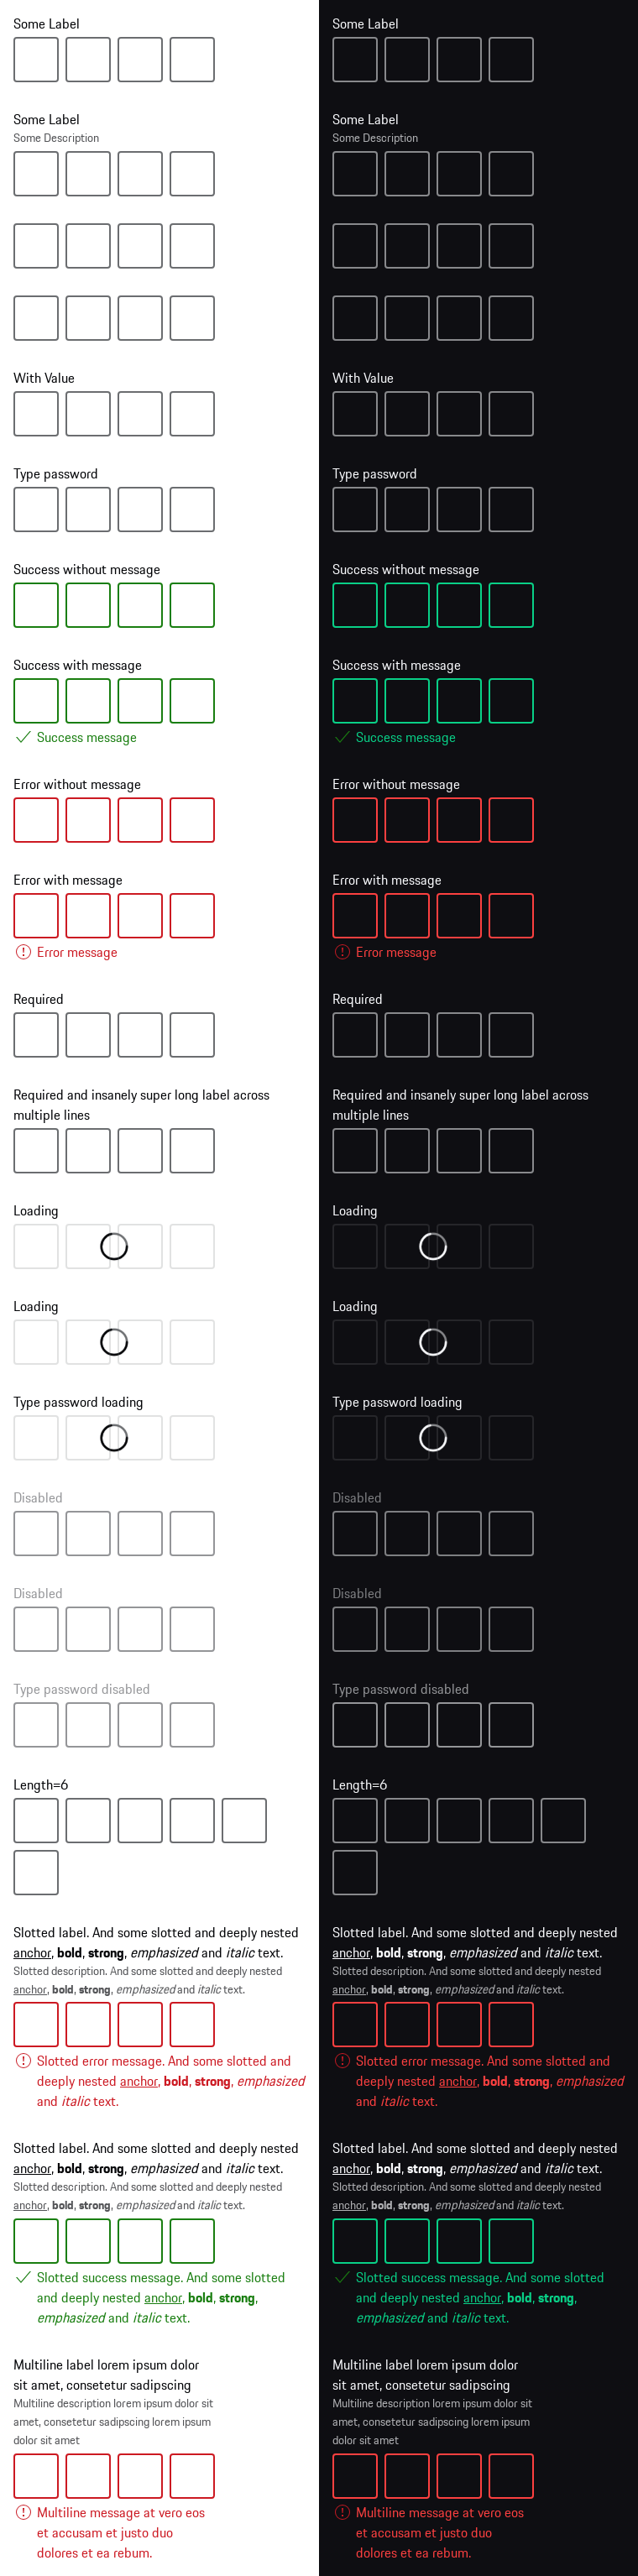 Some Label
Some Label
Some Description
With Value
Type password
Success without message
Success with message
Success message
Error without message
Error with message
Error message
Required
Required and insanely super long label across
multiple lines
Loading
Loading
Type password loading
Disabled
Disabled
Type password disabled
Length=6
Slotted label. And some slotted and deeply nested
anchor, bold, strong, emphasized and italic text.
Slotted description. And some slotted and deeply nested
anchor, bold, strong, emphasized and italic text.
Slotted error message. And some slotted and
deeply nested anchor, bold, strong, emphasized
and italic text.
Slotted label. And some slotted and deeply nested
anchor, bold, strong, emphasized and italic text.
Slotted description. And some slotted and deeply nested
anchor, bold, strong, emphasized and italic text.
Slotted success message. And some slotted
and deeply nested anchor, bold, strong,
emphasized and italic text.
Multiline label lorem ipsum dolor
sit amet, consetetur sadipscing
Multiline description lorem ipsum dolor sit
amet, consetetur sadipscing lorem ipsum
dolor sit amet
Multiline message at vero eos
et accusam et justo duo
dolores et ea rebum.
Some Label
Some Label
Some Description
With Value
Type password
Success without message
Success with message
Success message
Error without message
Error with message
Error message
Required
Required and insanely super long label across
multiple lines
Loading
Loading
Type password loading
Disabled
Disabled
Type password disabled
Length=6
Slotted label. And some slotted and deeply nested
anchor, bold, strong, emphasized and italic text.
Slotted description. And some slotted and deeply nested
anchor, bold, strong, emphasized and italic text.
Slotted error message. And some slotted and
deeply nested anchor, bold, strong, emphasized
and italic text.
Slotted label. And some slotted and deeply nested
anchor, bold, strong, emphasized and italic text.
Slotted description. And some slotted and deeply nested
anchor, bold, strong, emphasized and italic text.
Slotted success message. And some slotted
and deeply nested anchor, bold, strong,
emphasized and italic text.
Multiline label lorem ipsum dolor
sit amet, consetetur sadipscing
Multiline description lorem ipsum dolor sit
amet, consetetur sadipscing lorem ipsum
dolor sit amet
Multiline message at vero eos
et accusam et justo duo
dolores et ea rebum.